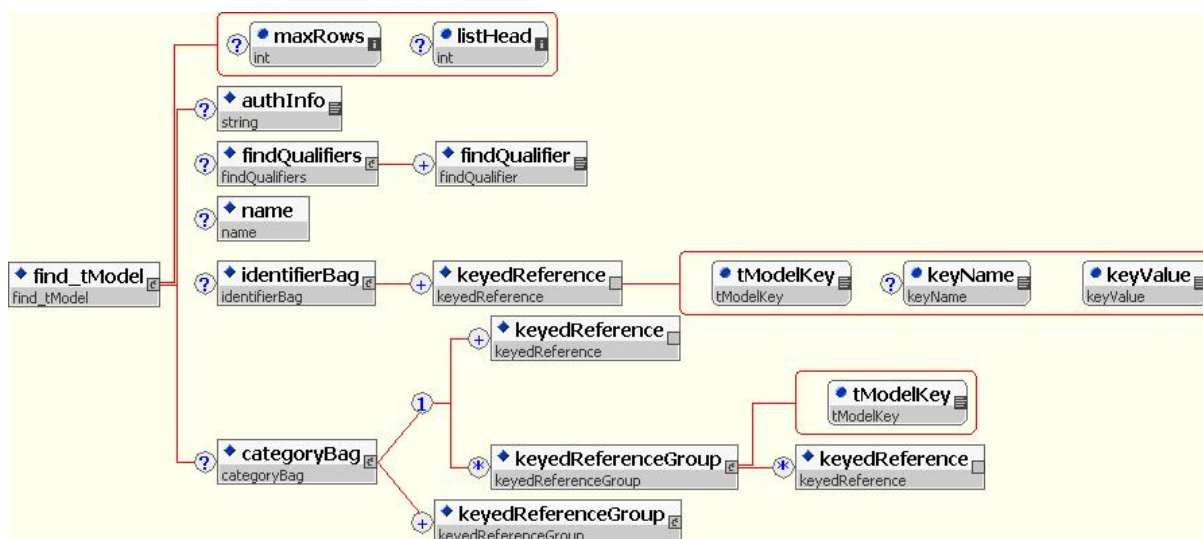 ? maxRows ? listHead
int int
? authInfo
string
? findQualifiers + findQualifier
findQualifiers findQualifier
? name
name
find_tModel
find_tModel
? identifierBag + keyedReference tModelKey ? keyName keyValue
identifierBag keyedReference tModelKey keyName keyValue
+ keyedReference
keyedReference
1
tModelKey
tModelKey
? categoryBag * keyedReferenceGroup * keyedReference
categoryBag keyedReferenceGroup keyedReference
+ keyedReferenceGroup
keyedReferenceGroup